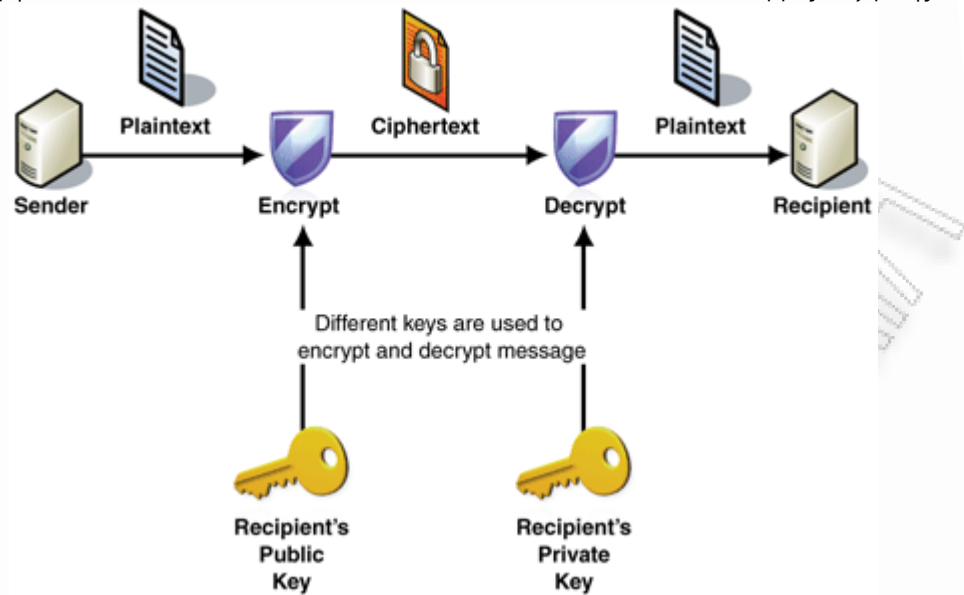 Plaintext
Ciphertext
Plaintext
Sender
Encrypt
Decrypt
Recipient
Different keys are used to
encrypt and decrypt message
Recipient's
Public
Key
Recipient's
Private
Key